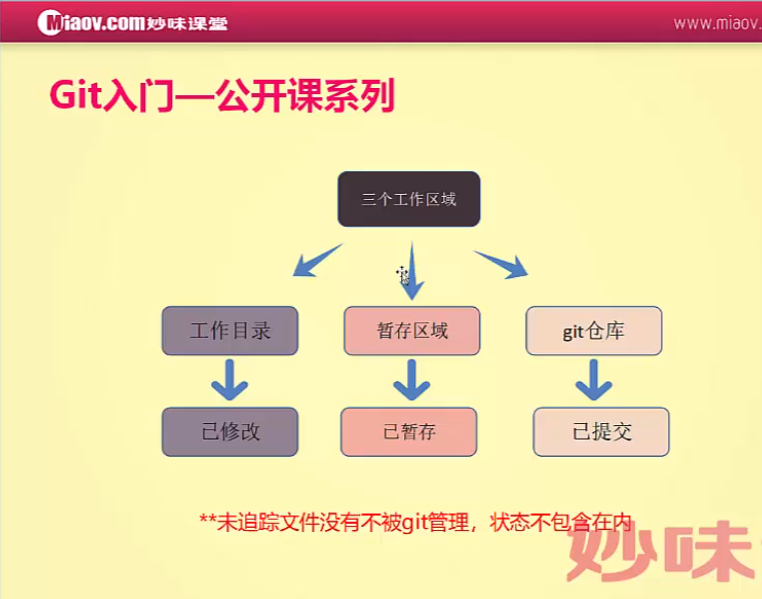 Miaov.com妙味课堂
www.miaov.
Git入门—公开课系列
三个工作区域
工作目录
暂存区域
git仓库
已修改
已暂存
已提交
**未追踪文件没有不被git管理，状态不包含在内
妙味